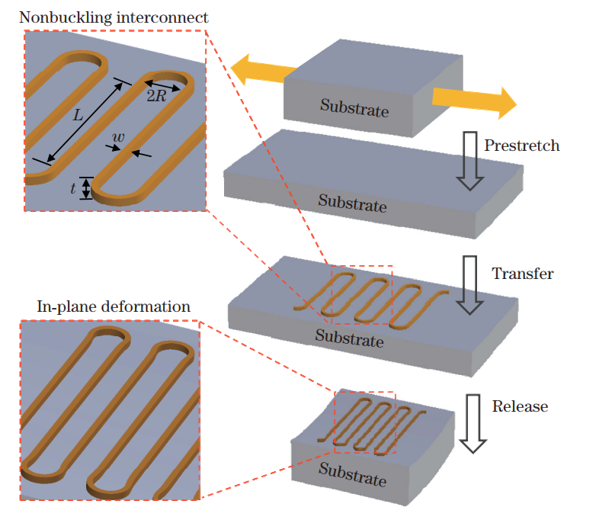 Nonbuckling interconnect
L
2R
w
t
Substrate
Prestretch
Substrate
Transfer
Substrate
In-plane deformation
Release
Substrate